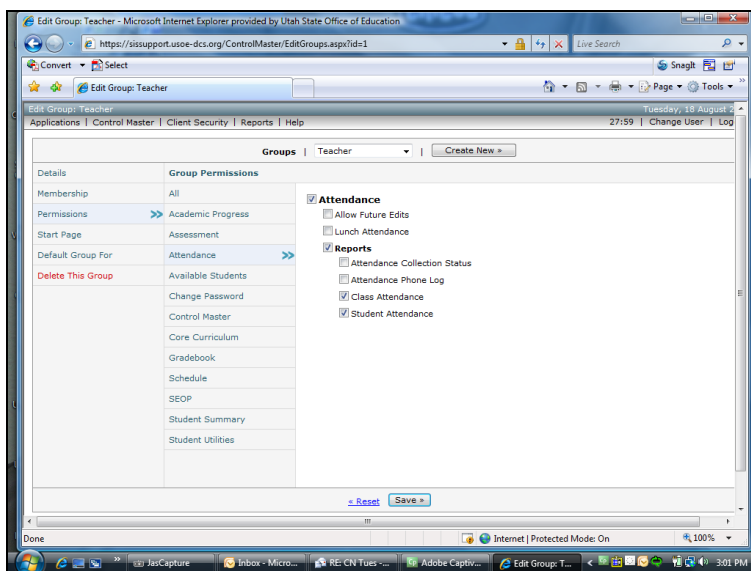 Edit Group: Teacher - Microsoft Internet Explorer provided by Utah State Office of Education
https://sissupport.usoe-dcs.org/ControlMaster/EditGroups.aspx?id=1
Live Search
Convert Select
SnagIt
Edit Group: Teacher
Page Tools
Edit Group: Teacher Tuesday, 18 August 2
Applications | Control Master | Client Security | Reports | Help 27:59 | Change User | Log
Groups | Teacher | Create New »
Details
Membership
Permissions
Start Page
Default Group For
Delete This Group
Group Permissions
All
Academic Progress
Assessment
Attendance
Available Students
Change Password
Control Master
Core Curriculum
Gradebook
Schedule
SEOP
Student Summary
Student Utilities
Attendance
Allow Future Edits
Lunch Attendance
Reports
Attendance Collection Status
Attendance Phone Log
Class Attendance
Student Attendance
« Reset Save »
Done Internet | Protected Mode: On 100%
JasCapture Inbox - Micro... RE: CN Tues -... Adobe Captiv... Edit Group: T... 3:01 PM